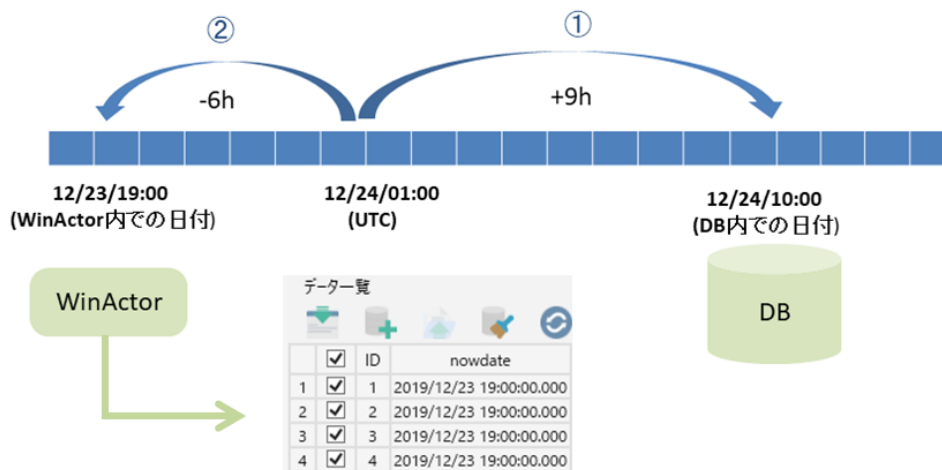 ② ①
-6h +9h
12/23/19:00 12/24/01:00 12/24/10:00
(WinActor内での日付) (UTC) (DB内での日付)
WinActor
データ一覧
DB
ID nowdate
1 1 2019/12/23 19:00:00.000
2 2 2019/12/23 19:00:00.000
3 3 2019/12/23 19:00:00.000
4 4 2019/12/23 19:00:00.000